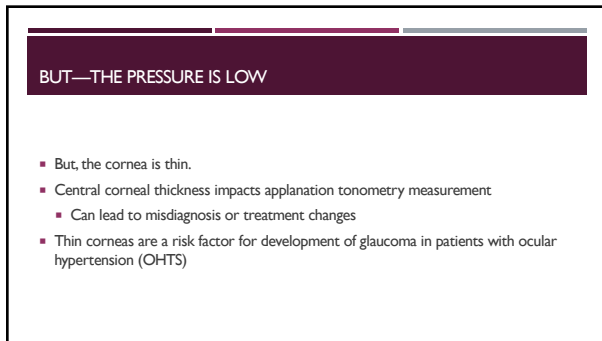 BUT—THE PRESSURE IS LOW
▪ But, the cornea is thin.
▪ Central corneal thickness impacts applanation tonometry measurement
▪ Can lead to misdiagnosis or treatment changes
▪ Thin corneas are a risk factor for development of glaucoma in patients with ocular
hypertension (OHTS)